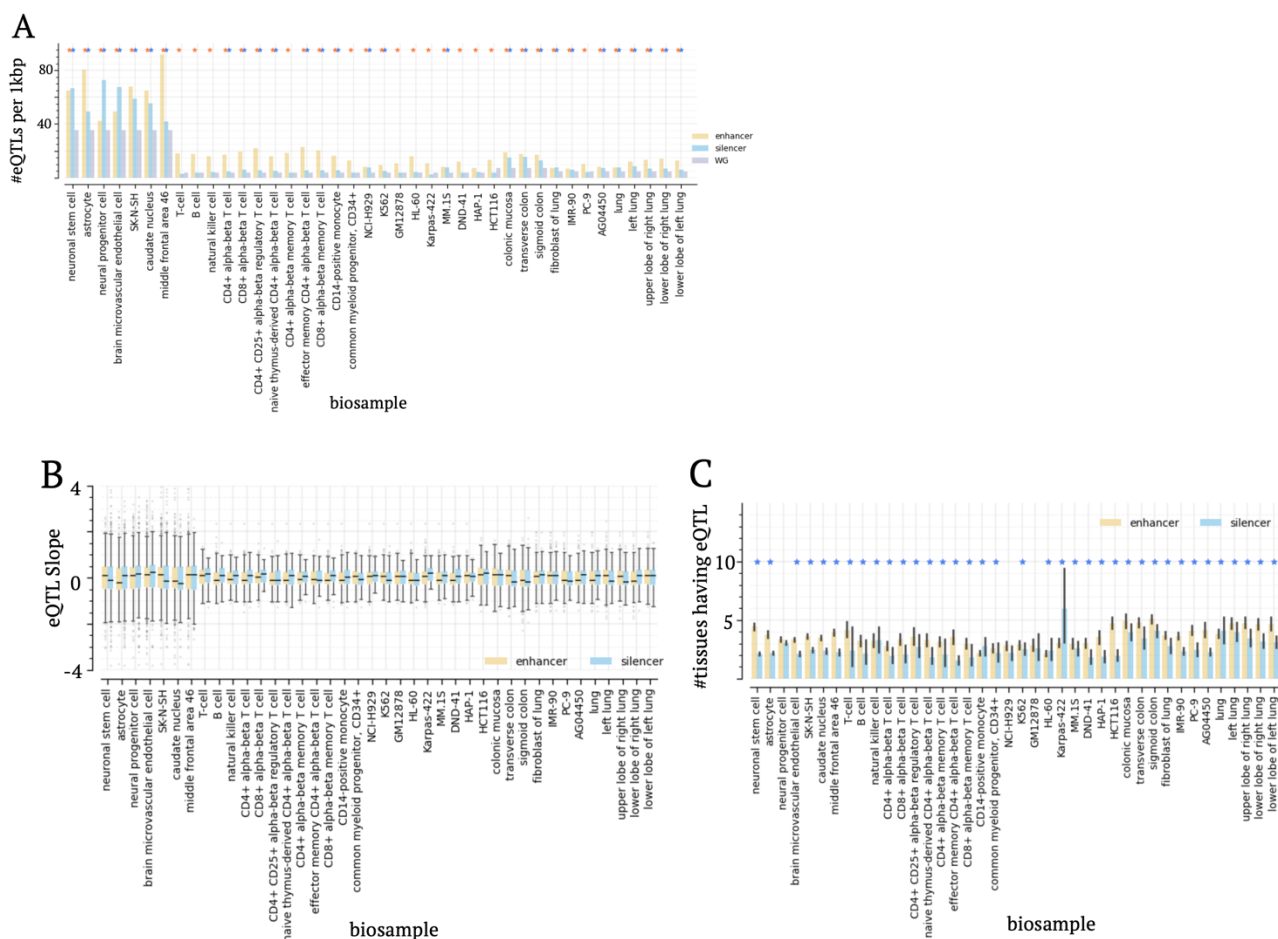 A
#eQTLs per 1kbp
80
40
enhancer
silencer
WG
neuronal stem cell
astrocyte
neural progenitor cell
brain microvascular endothelial cell
SK-N-SH
caudate nucleus
middle frontal area 46
T-cell
B cell
natural killer cell
CD4+ alpha-beta T cell
CD8+ alpha-beta T cell
CD4+ CD25+ alpha-beta regulatory T cell
naive thymus-derived CD4+ alpha-beta T cell
CD4+ alpha-beta memory T cell
effector memory CD4+ alpha-beta T cell
CD8+ alpha-beta memory T cell
CD14-positive monocyte
common myeloid progenitor, CD34+
NCI-H929
K562
GM12878
HL-60
Karpas-422
MM.1S
DND-41
HAP-1
HCT116
colonic mucosa
transverse colon
sigmoid colon
fibroblast of lung
IMR-90
PC-9
AG04450
lung
left lung
upper lobe of right lung
lower lobe of right lung
lower lobe of left lung
biosample
B
eQTL Slope
4
2
0
-2
-4
enhancer
silencer
neuronal stem cell
astrocyte
neural progenitor cell
brain microvascular endothelial cell
SK-N-SH
caudate nucleus
middle frontal area 46
T-cell
B cell
natural killer cell
CD4+ alpha-beta T cell
CD8+ alpha-beta T cell
CD4+ CD25+ alpha-beta regulatory T cell
naive thymus-derived CD4+ alpha-beta T cell
CD4+ alpha-beta memory T cell
effector memory CD4+ alpha-beta T cell
CD8+ alpha-beta memory T cell
CD14-positive monocyte
common myeloid progenitor, CD34+
NCI-H929
K562
GM12878
HL-60
Karpas-422
MM.1S
DND-41
HAP-1
HCT116
colonic mucosa
transverse colon
sigmoid colon
fibroblast of lung
IMR-90
PC-9
AG04450
lung
left lung
upper lobe of right lung
lower lobe of right lung
lower lobe of left lung
biosample
C
#tissues having eQTL
10
5
enhancer
silencer
neuronal stem cell
astrocyte
neural progenitor cell
brain microvascular endothelial cell
SK-N-SH
caudate nucleus
middle frontal area 46
T-cell
B cell
natural killer cell
CD4+ alpha-beta T cell
CD8+ alpha-beta T cell
CD4+ CD25+ alpha-beta regulatory T cell
naive thymus-derived CD4+ alpha-beta T cell
CD4+ alpha-beta memory T cell
effector memory CD4+ alpha-beta T cell
CD8+ alpha-beta memory T cell
CD14-positive monocyte
common myeloid progenitor, CD34+
NCI-H929
K562
GM12878
HL-60
Karpas-422
MM.1S
DND-41
HAP-1
HCT116
colonic mucosa
transverse colon
sigmoid colon
fibroblast of lung
IMR-90
PC-9
AG04450
lung
left lung
upper lobe of right lung
lower lobe of right lung
lower lobe of left lung
biosample